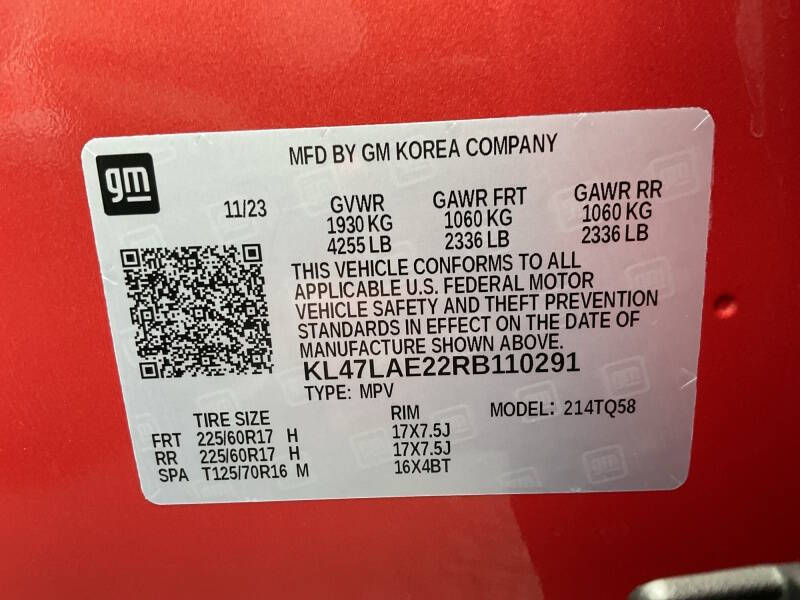 MFD BY GM KOREA COMPANY
gm
11/23 GVWR GAWR FRT GAWR RR
1930 KG 1060 KG 1060 KG
4255 LB 2336 LB 2336 LB
THIS VEHICLE CONFORMS TO ALL
APPLICABLE U.S. FEDERAL MOTOR
VEHICLE SAFETY AND THEFT PREVENTION
STANDARDS IN EFFECT ON THE DATE OF
MANUFACTURE SHOWN ABOVE.
KL47LAE22RB110291
TYPE: MPV
TIRE SIZE RIM MODEL: 214TQ58
FRT 225/60R17 H 17X7.5J
RR 225/60R17 H 17X7.5J
SPA T125/70R16 M 16X4BT